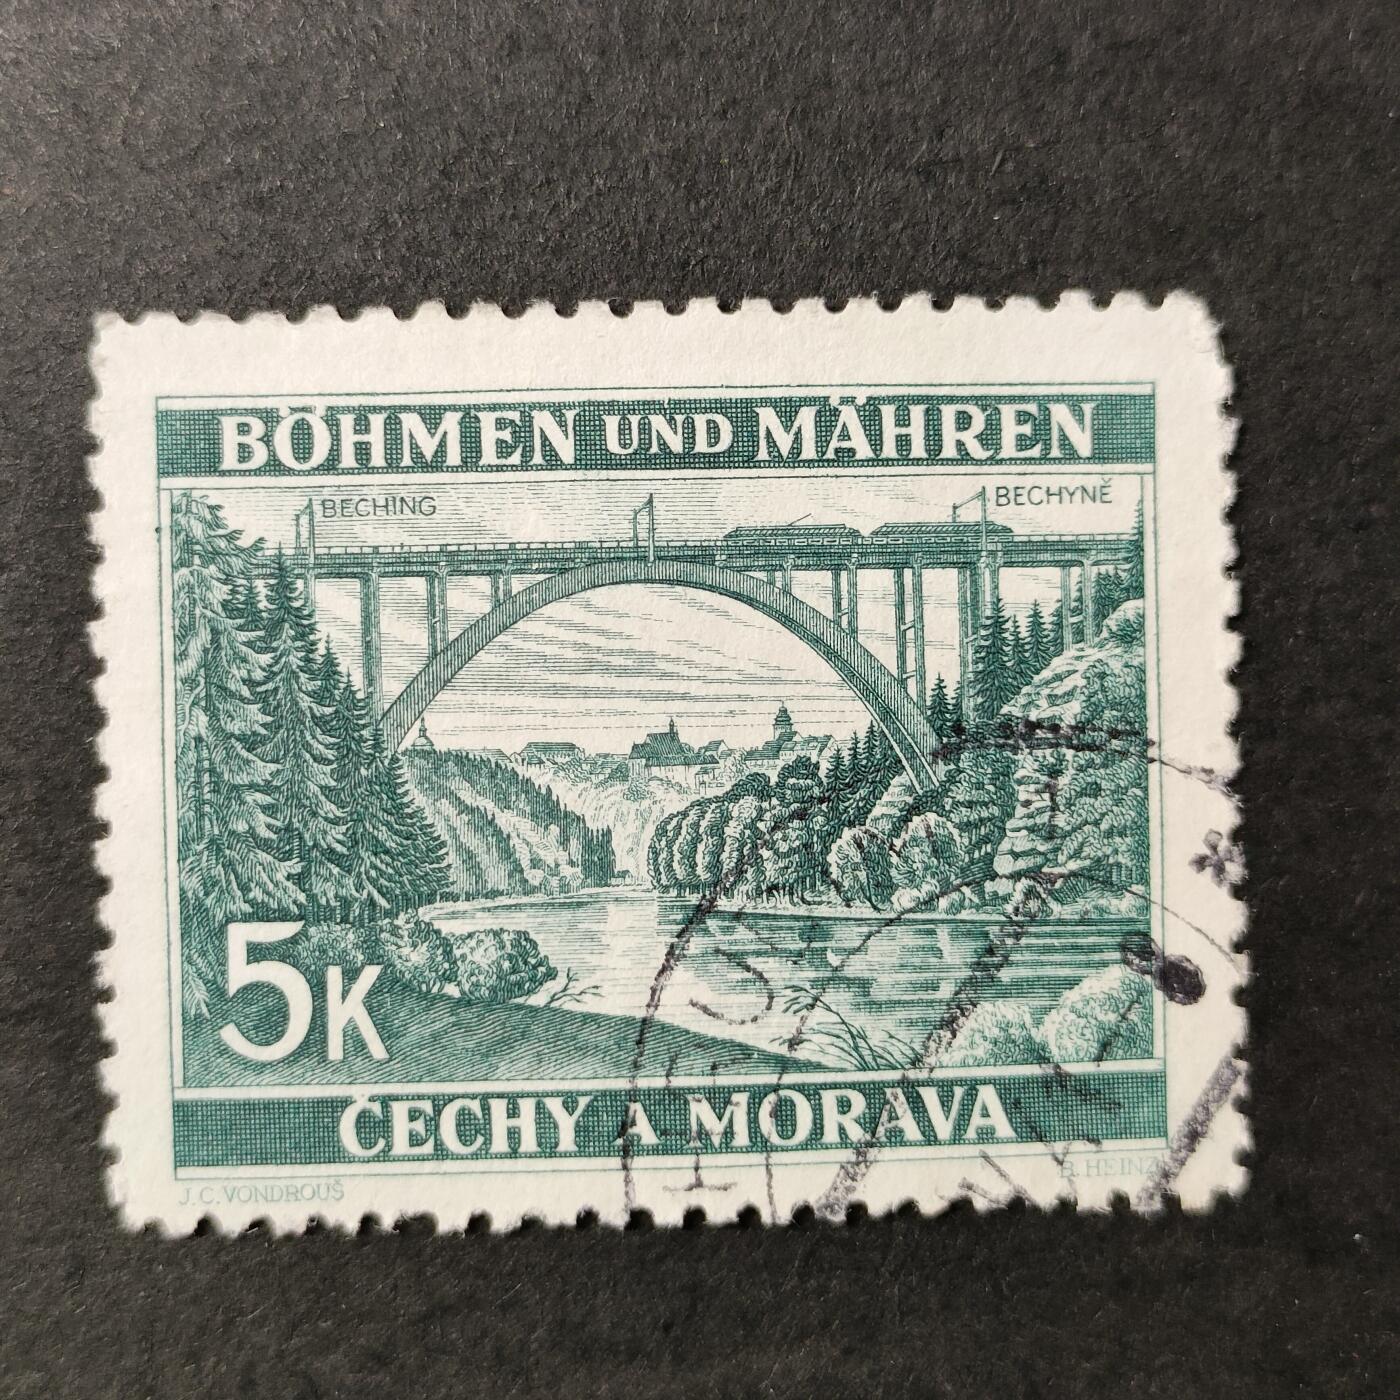 BÖHMEN UND MÄHREN
BECHING
BECHYNĚ
5K
ČECHY A MORAVA
J.C. VONDROUŠ
B. HEINZ